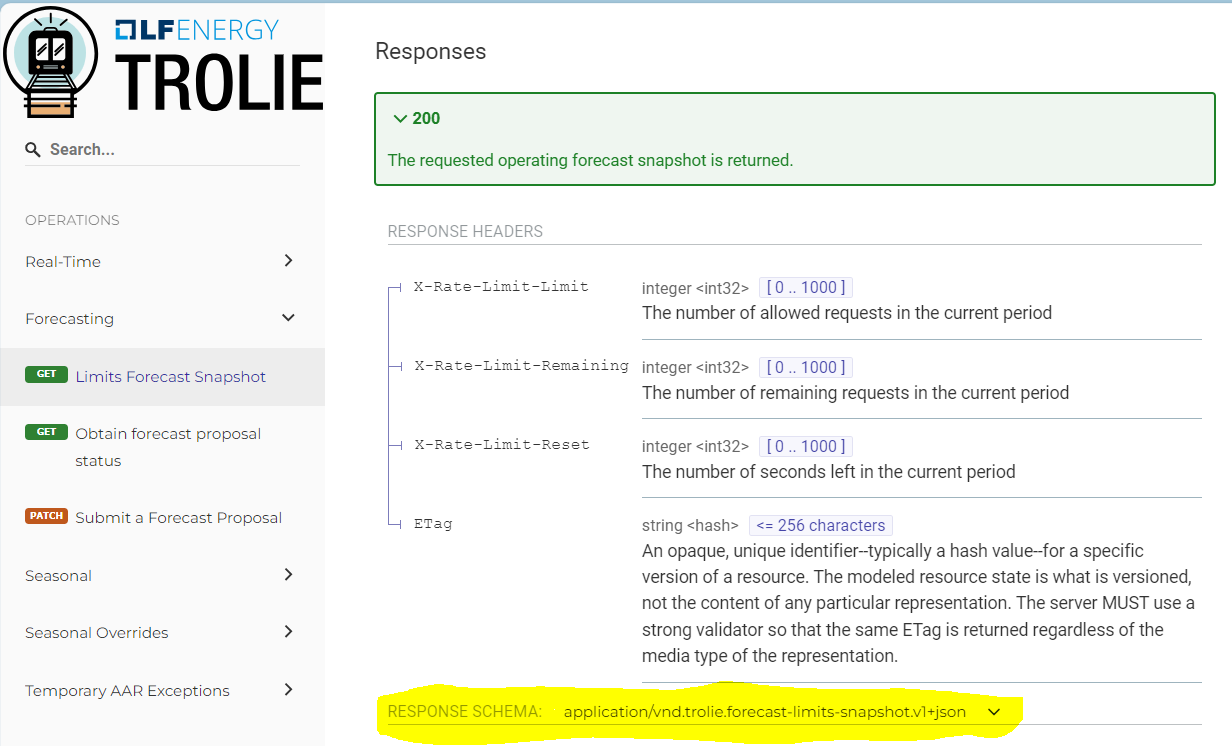 LFENERGY
TROLIE
Search...
OPERATIONS
Real-Time
Forecasting
GET Limits Forecast Snapshot
GET Obtain forecast proposal
status
PATCH Submit a Forecast Proposal
Seasonal
Seasonal Overrides
Temporary AAR Exceptions
Responses
200
The requested operating forecast snapshot is returned.
RESPONSE HEADERS
X-Rate-Limit-Limit integer <int32> [ 0 .. 1000 ]
The number of allowed requests in the current period
X-Rate-Limit-Remaining integer <int32> [ 0 .. 1000 ]
The number of remaining requests in the current period
X-Rate-Limit-Reset integer <int32> [ 0 .. 1000 ]
The number of seconds left in the current period
ETag string <hash> <= 256 characters
An opaque, unique identifier--typically a hash value--for a specific
version of a resource. The modeled resource state is what is versioned,
not the content of any particular representation. The server MUST use a
strong validator so that the same ETag is returned regardless of the
media type of the representation.
RESPONSE SCHEMA: application/vnd.trolie.forecast-limits-snapshot.v1+json